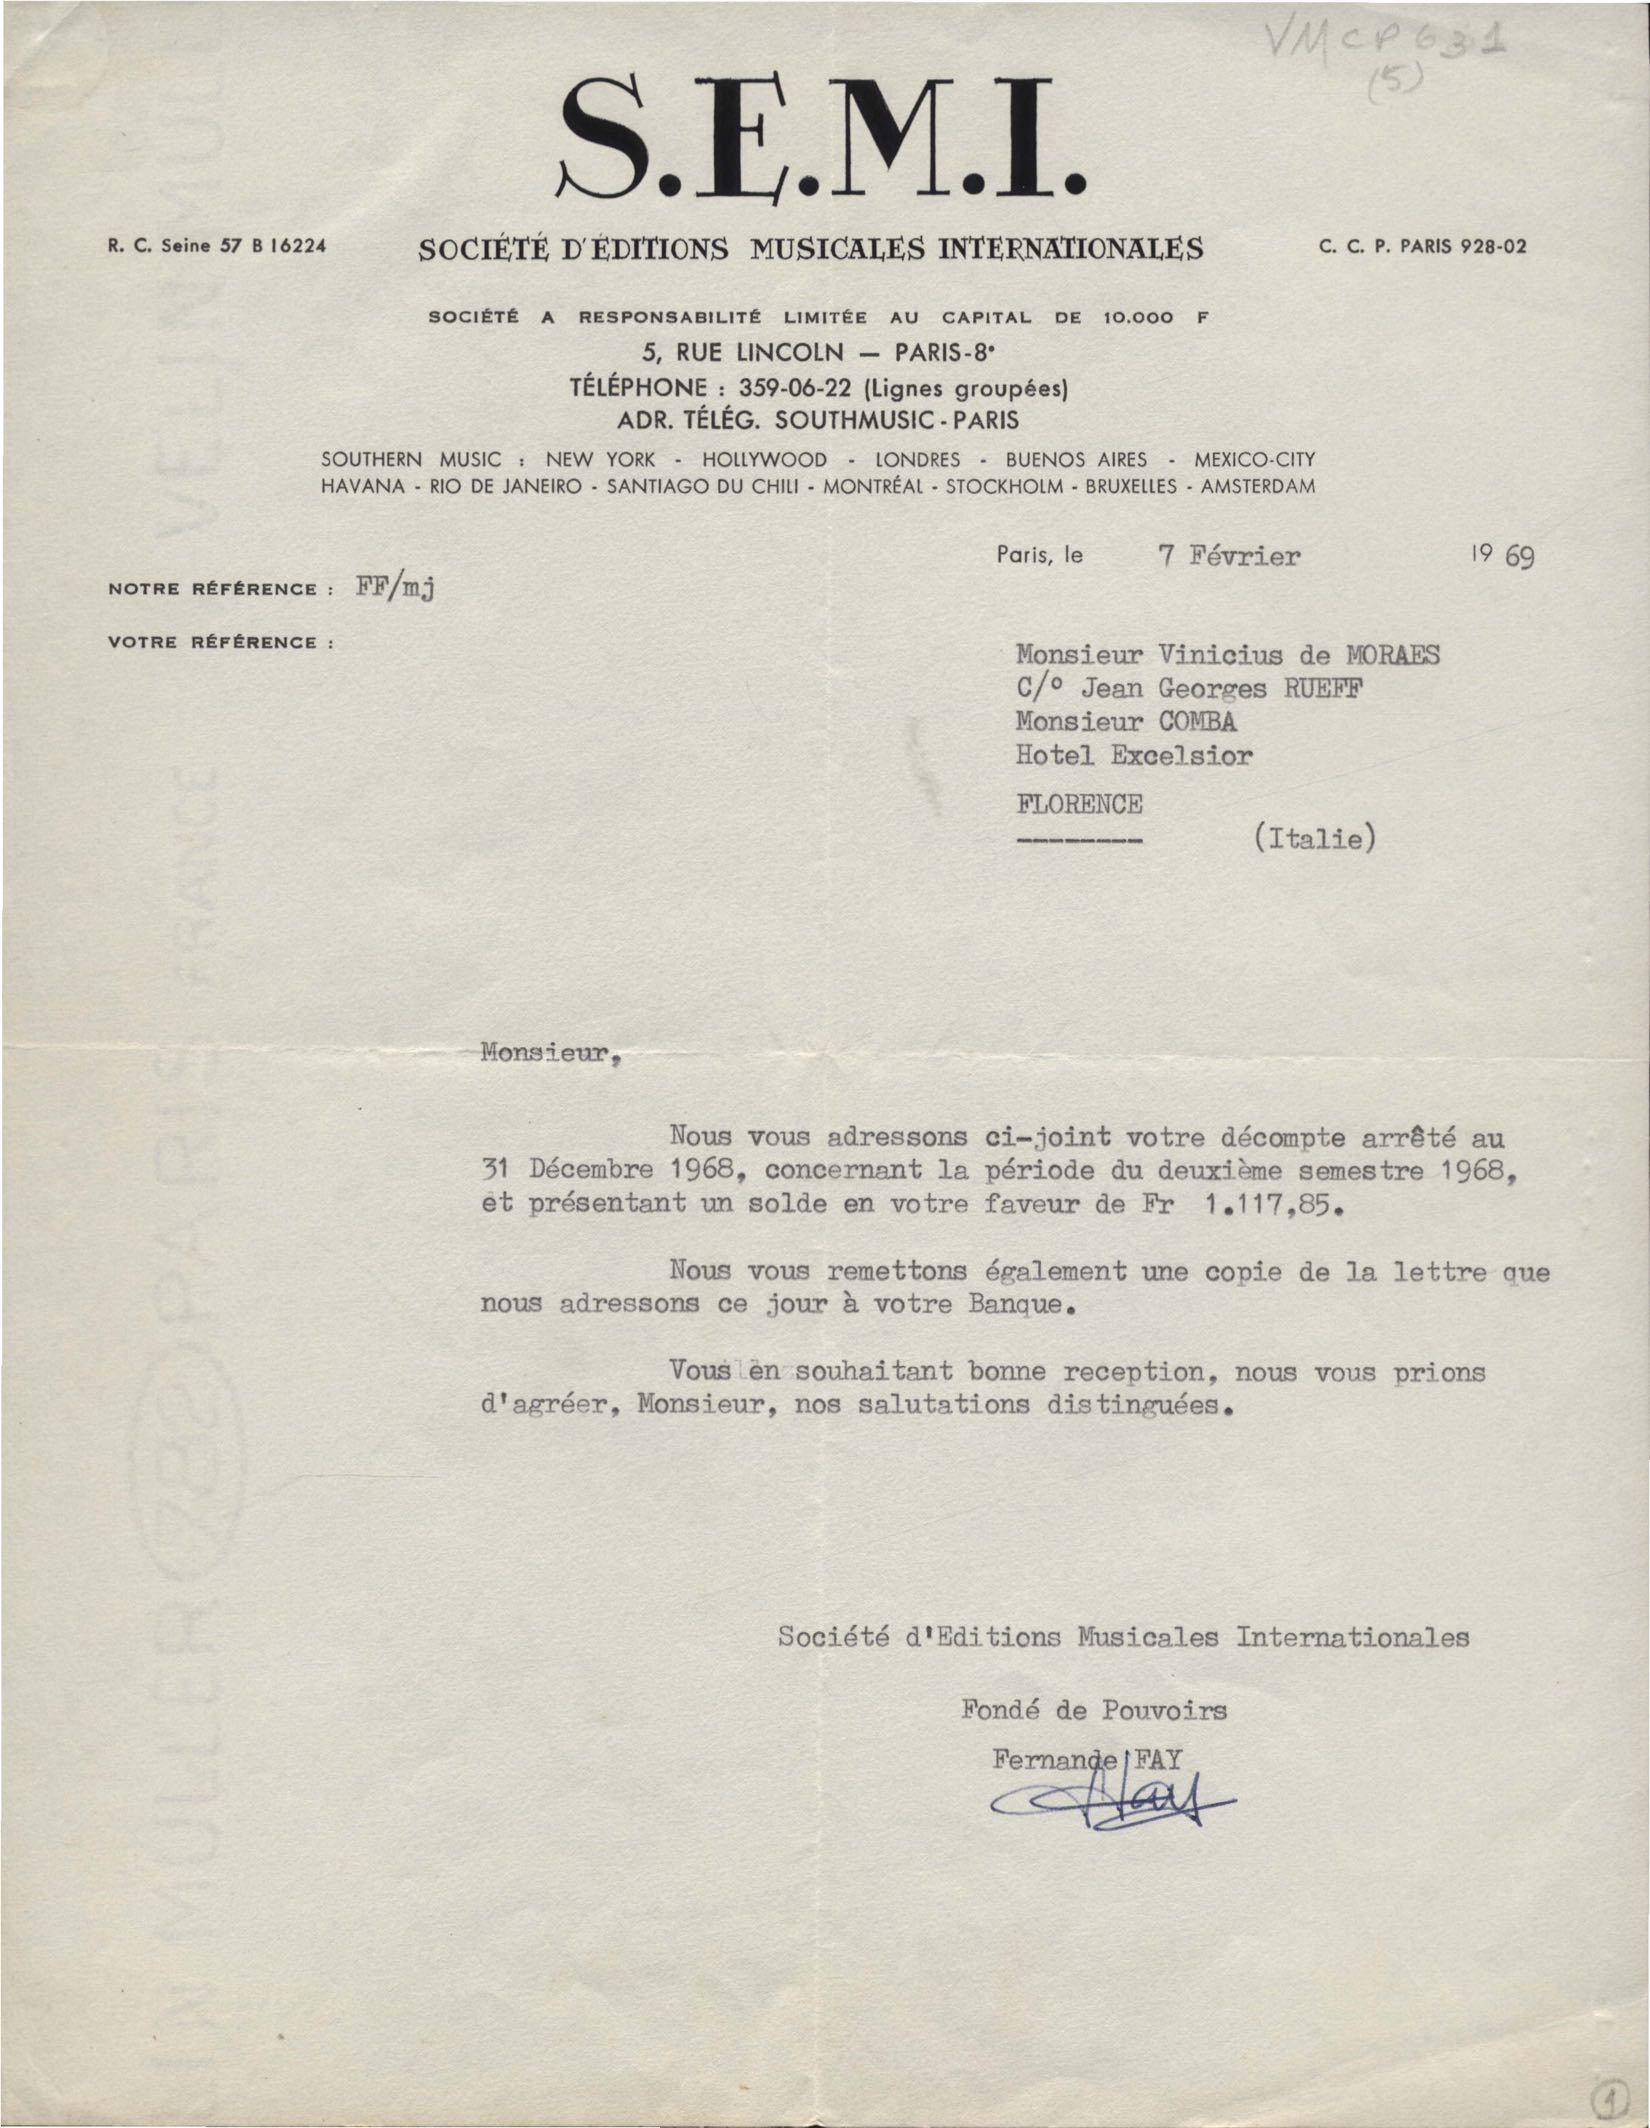 VMCP631
(5)
S.E.M.I.
R. C. Seine 57 B 16224
SOCIÉTÉ D'ÉDITIONS MUSICALES INTERNATIONALES
C. C. P. PARIS 928-02
SOCIÉTÉ A RESPONSABILITÉ LIMITÉE AU CAPITAL DE 10.000 F
5, RUE LINCOLN — PARIS-8e
TÉLÉPHONE : 359-06-22 (Lignes groupées)
ADR. TÉLÉG. SOUTHMUSIC - PARIS
SOUTHERN MUSIC : NEW YORK - HOLLYWOOD - LONDRES - BUENOS AIRES - MEXICO-CITY
HAVANA - RIO DE JANEIRO - SANTIAGO DU CHILI - MONTRÉAL - STOCKHOLM - BRUXELLES - AMSTERDAM
Paris, le 7 Février 1969
NOTRE RÉFÉRENCE : FF/mj
VOTRE RÉFÉRENCE :
Monsieur Vinicius de MORAES
C/° Jean Georges RUEFF
Monsieur COMBA
Hotel Excelsior
FLORENCE
(Italie)
Monsieur,
Nous vous adressons ci-joint votre décompte arrêté au
31 Décembre 1968, concernant la période du deuxième semestre 1968,
et présentant un solde en votre faveur de Fr 1.117,85.
Nous vous remettons également une copie de la lettre que
nous adressons ce jour à votre Banque.
Vous en souhaitant bonne reception, nous vous prions
d'agréer, Monsieur, nos salutations distinguées.
Société d'Editions Musicales Internationales
Fondé de Pouvoirs
Fernande FAY
1